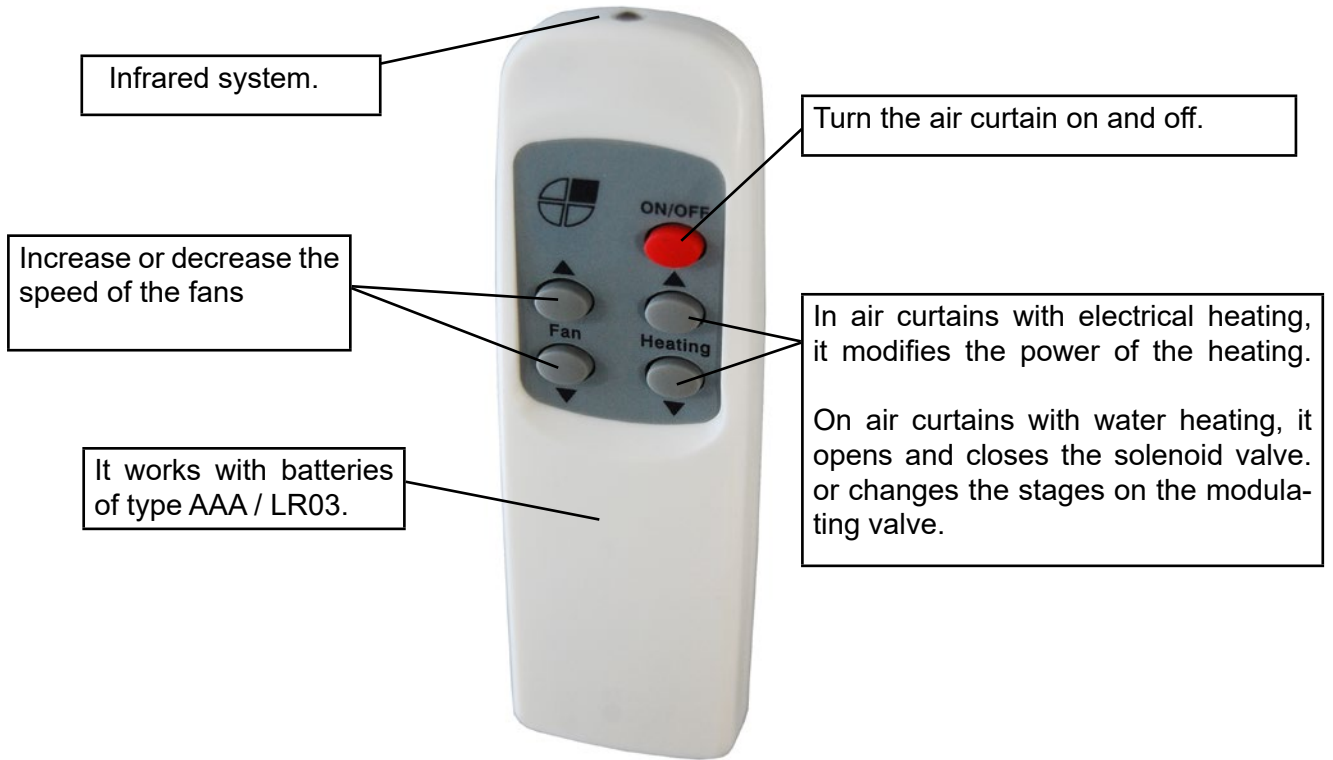 Infrared system.
Turn the air curtain on and off.
ON/OFF
Increase or decrease the
speed of the fans
Fan
Heating
In air curtains with electrical heating,
it modifies the power of the heating.
On air curtains with water heating, it
opens and closes the solenoid valve.
or changes the stages on the modula-
ting valve.
It works with batteries
of type AAA / LR03.